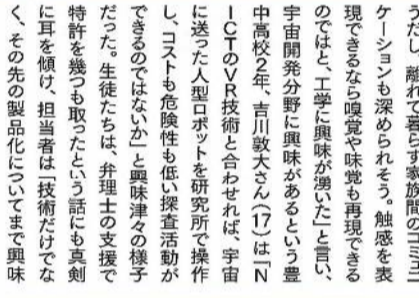 うだし、離れて暮らす家族間のコミュニ
ケーションも深められそう。触感を表
現できるなら嗅覚や味覚も再現できる
のではと、工学に興味が湧いた」と言い、
宇宙開発分野に興味があるという豊
中高校2年、吉川敦大さん(17)は「N
ICTのVR技術と合わせれば、宇宙
に送った人型ロボットを研究所で操作
し、コストも危険性も低い探査活動が
できるのではないか」と興味津々の様子
だった。生徒たちは、弁理士の支援で
特許を幾つも取ったという話にも真剣
に耳を傾け、担当者は「技術だけでな
く、その先の製品化についてまで興味